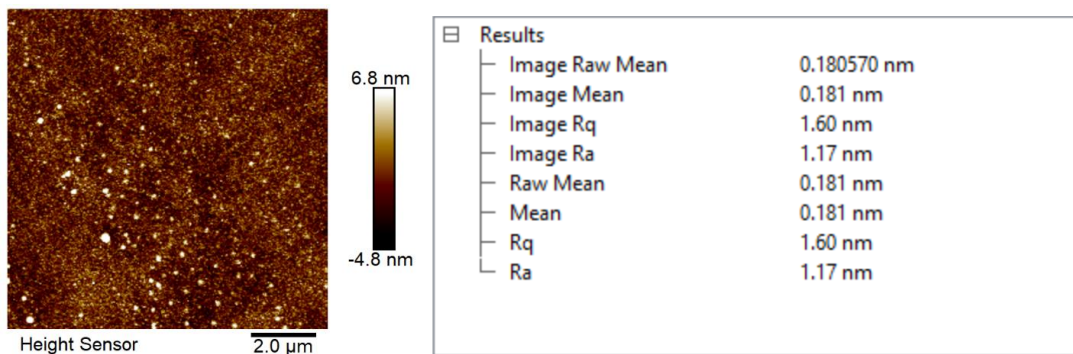 6.8 nm
-4.8 nm
Height Sensor
2.0 μm
Results
Image Raw Mean 0.180570 nm
Image Mean 0.181 nm
Image Rq 1.60 nm
Image Ra 1.17 nm
Raw Mean 0.181 nm
Mean 0.181 nm
Rq 1.60 nm
Ra 1.17 nm